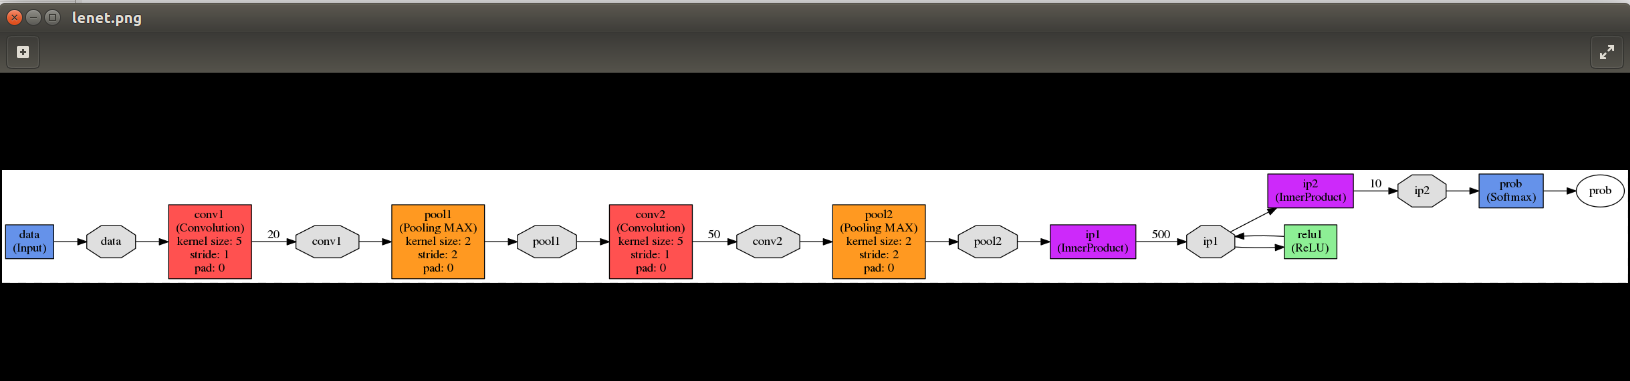 lenet.png
data
(Input)
data
conv1
(Convolution)
kernel size: 5
stride: 1
pad: 0
20
conv1
pool1
(Pooling MAX)
kernel size: 2
stride: 2
pad: 0
pool1
conv2
(Convolution)
kernel size: 5
stride: 1
pad: 0
50
conv2
pool2
(Pooling MAX)
kernel size: 2
stride: 2
pad: 0
pool2
ip1
(InnerProduct)
500
ip1
relu1
(ReLU)
ip2
(InnerProduct)
10
ip2
prob
(Softmax)
prob